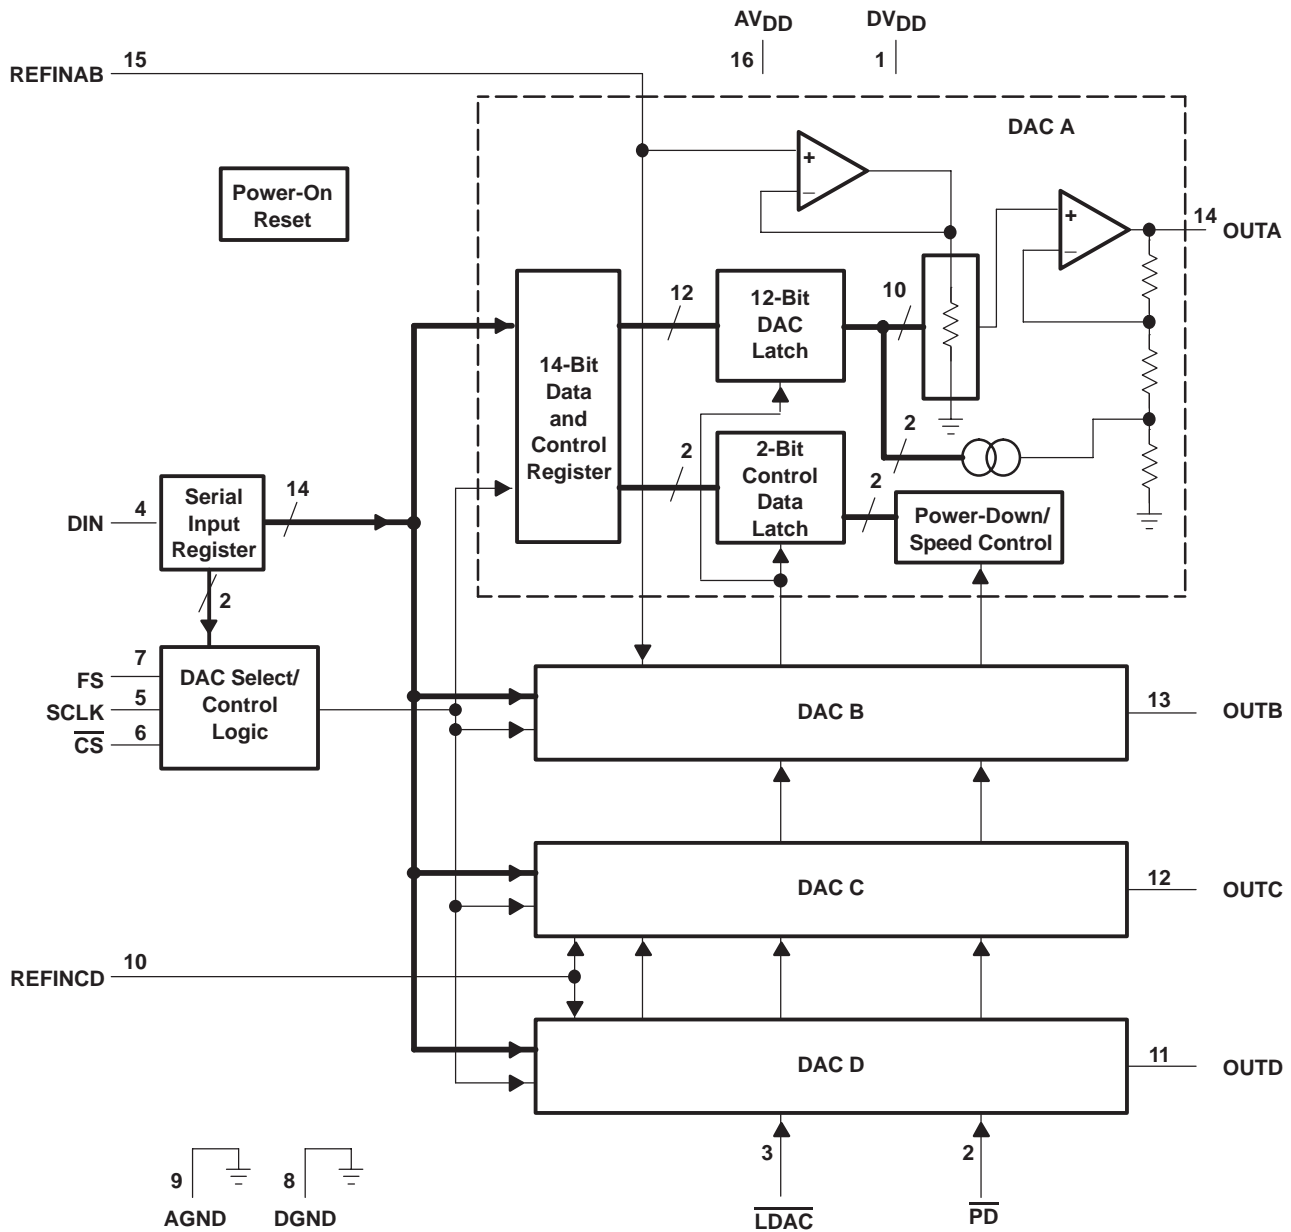 AVDD
DVDD
16
1
REFINAB
15
DAC A
Power-On
Reset
+
−
+
−
14
OUTA
14-Bit
Data
and
Control
Register
12
12-Bit
DAC
Latch
10
2
2
2-Bit
Control
Data
Latch
2
Power-Down/
Speed Control
DIN
4
Serial
Input
Register
14
2
FS
7
SCLK
5
CS
6
DAC Select/
Control
Logic
DAC B
13
OUTB
DAC C
12
OUTC
REFINCD
10
DAC D
11
OUTD
9
AGND
8
DGND
3
LDAC
2
PD